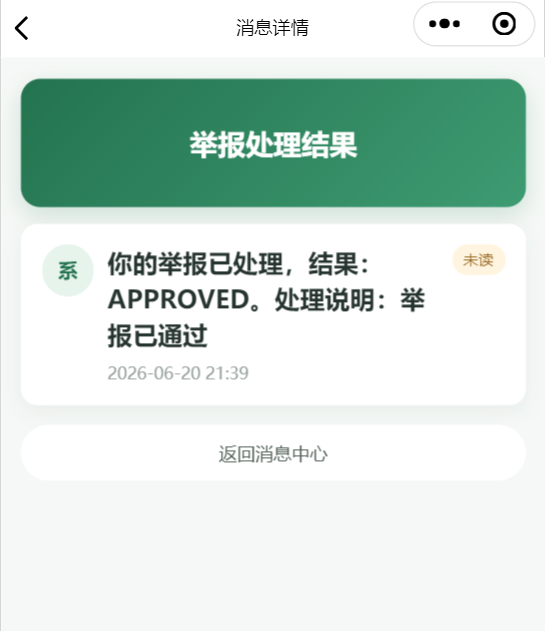 消息详情
举报处理结果
系
你的举报已处理，结果：
APPROVED。处理说明：举
报已通过
未读
2026-06-20 21:39
返回消息中心